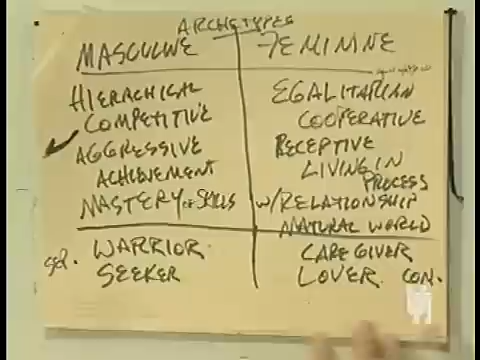 ARCHETYPES
MASCULINE FEMININE
HIERACHICAL EGALITARIAN
COMPETITIVE COOPERATIVE
AGGRESSIVE RECEPTIVE
ACHIEVEMENT LIVING IN
PROCESS
MASTERY OF SKILLS W/RELATIONSHIP
NATURAL WORLD
SEP. WARRIOR CAREGIVER
SEEKER LOVER CON.